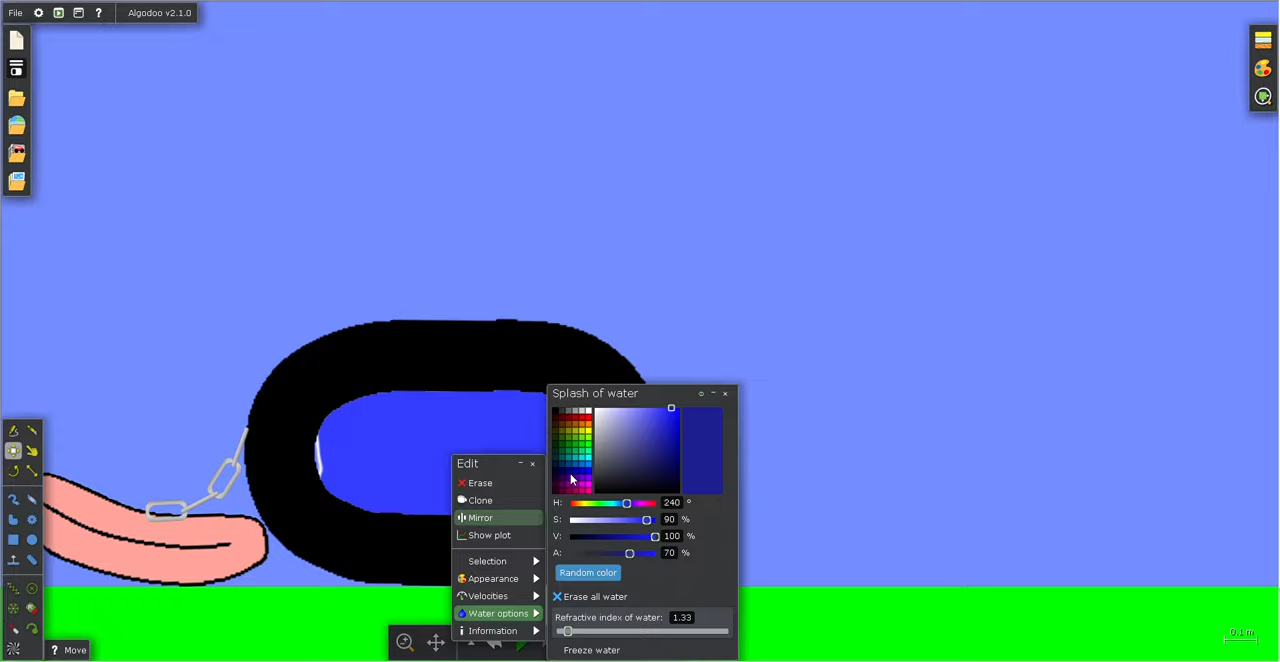 File ? Algodoo v2.1.0
Splash of water
Edit
Erase
Clone
Mirror
Show plot
Selection
Appearance
Velocities
Water options
Information
H: 240 °
S: 90 %
V: 100 %
A: 70 %
Random color
Erase all water
Refractive index of water: 1.33
Freeze water
? Move
0.1 m